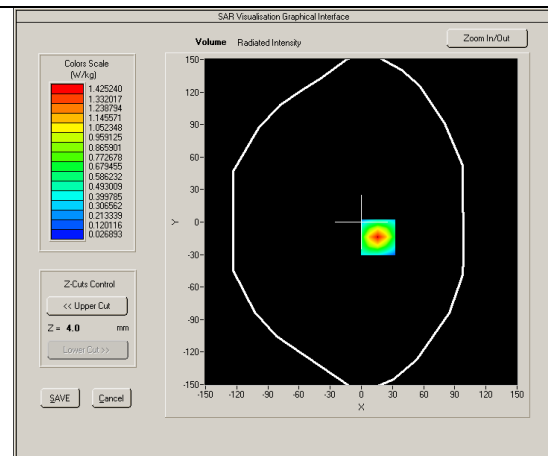 SAR Visualisation Graphical Interface
Volume Radiated Intensity
Zoom In/Out
Colors Scale
(W/kg)
1.425240
1.332017
1.238794
1.145571
1.052348
0.959125
0.865901
0.772678
0.679455
0.586232
0.493009
0.399785
0.306562
0.213339
0.120116
0.026893
Z-Cuts Control
<< Upper Cut
Z = 4.0 mm
Lower Cut >>
SAVE Cancel
150
120
90
60
30
0
-30
-60
-90
-120
-150
Y
-150 -120 -90 -60 -30 0 30 60 90 120 150
X